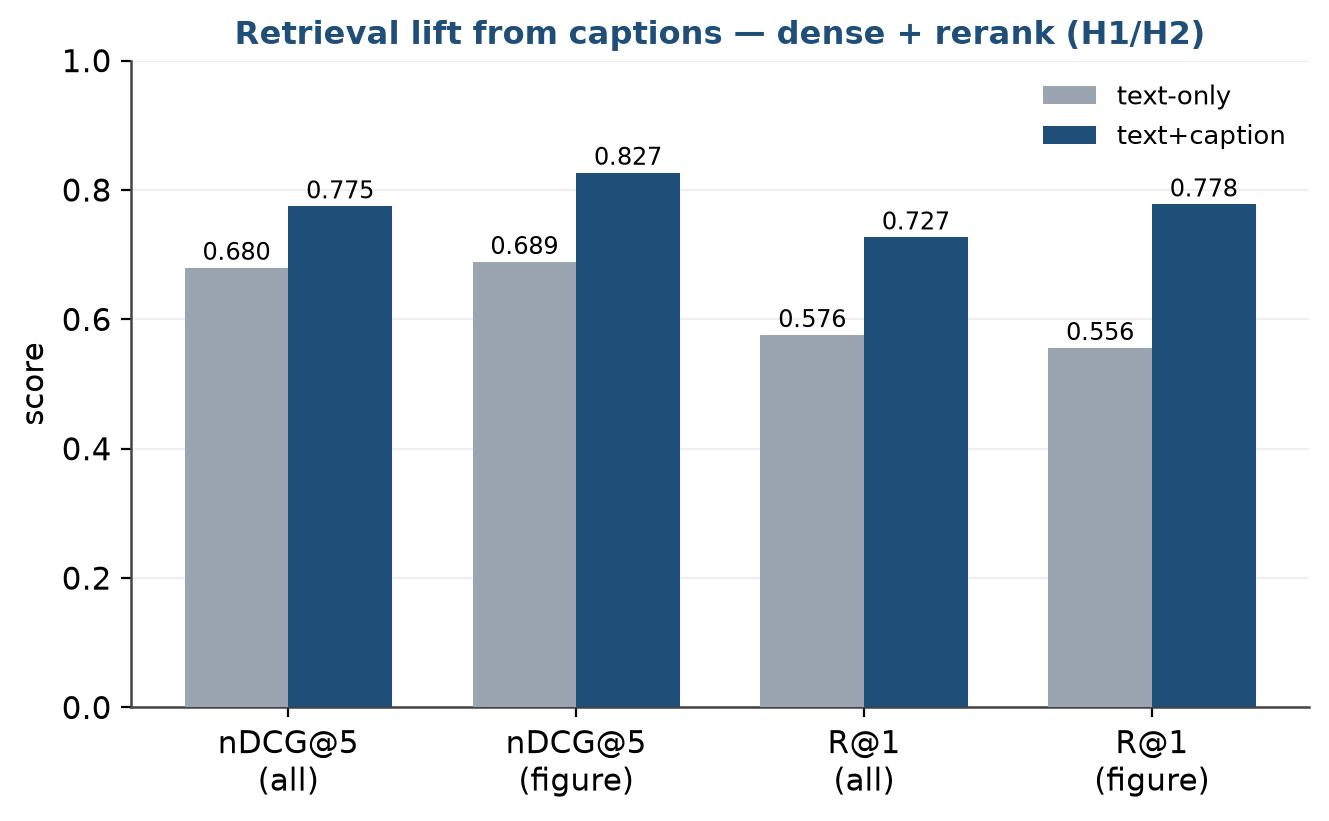 Retrieval lift from captions — dense + rerank (H1/H2)
text-only
text+caption
score
1.0
0.8
0.6
0.4
0.2
0.0
0.680
0.775
0.689
0.827
0.576
0.727
0.556
0.778
nDCG@5
(all)
nDCG@5
(figure)
R@1
(all)
R@1
(figure)